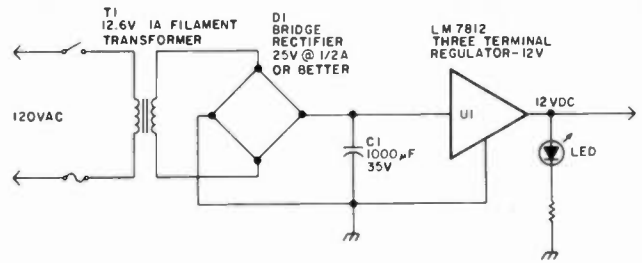 T1
12.6V 1A FILAMENT
TRANSFORMER
D1
BRIDGE
RECTIFIER
25V @ 1/2A
OR BETTER
LM 7812
THREE TERMINAL
REGULATOR-12V
120VAC
U1
12VDC
C1
1000µF
35V
LED